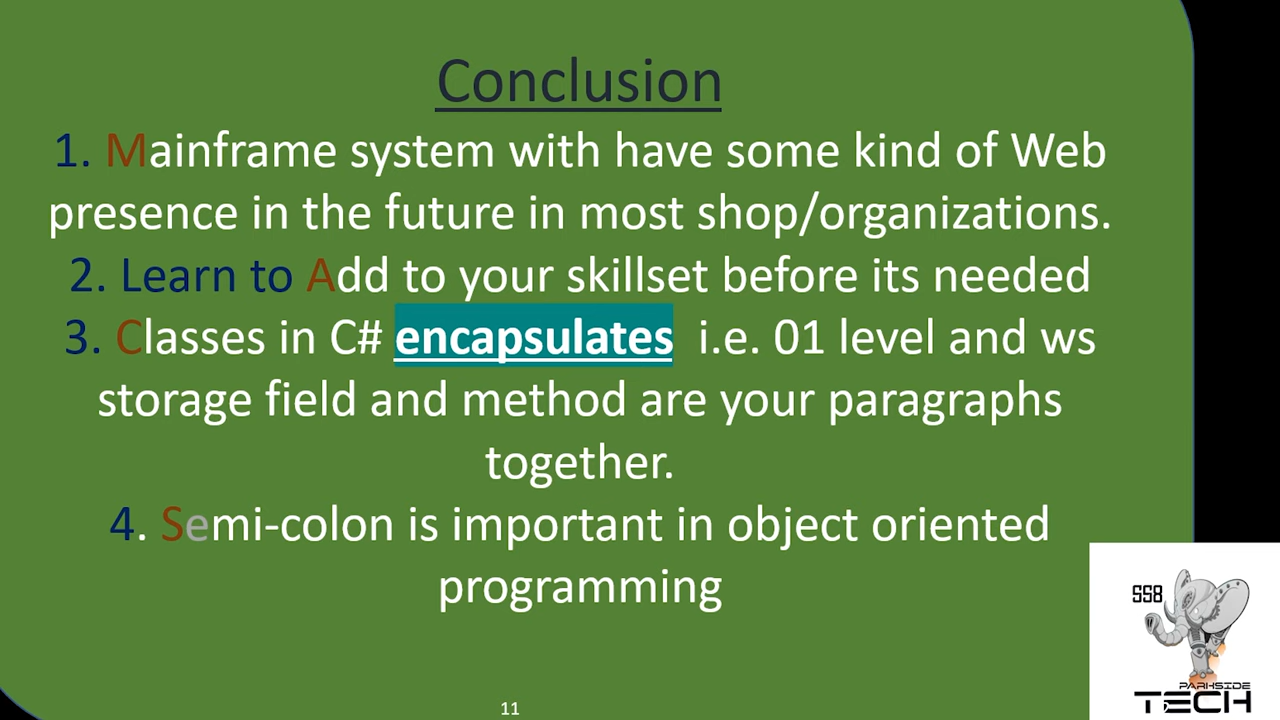 Conclusion
1. Mainframe system with have some kind of Web
presence in the future in most shop/organizations.
2. Learn to Add to your skillset before its needed
3. Classes in C# encapsulates i.e. 01 level and ws
storage field and method are your paragraphs
together.
4. Semi-colon is important in object oriented
programming
SS8
PARKSIDE
TECH
11